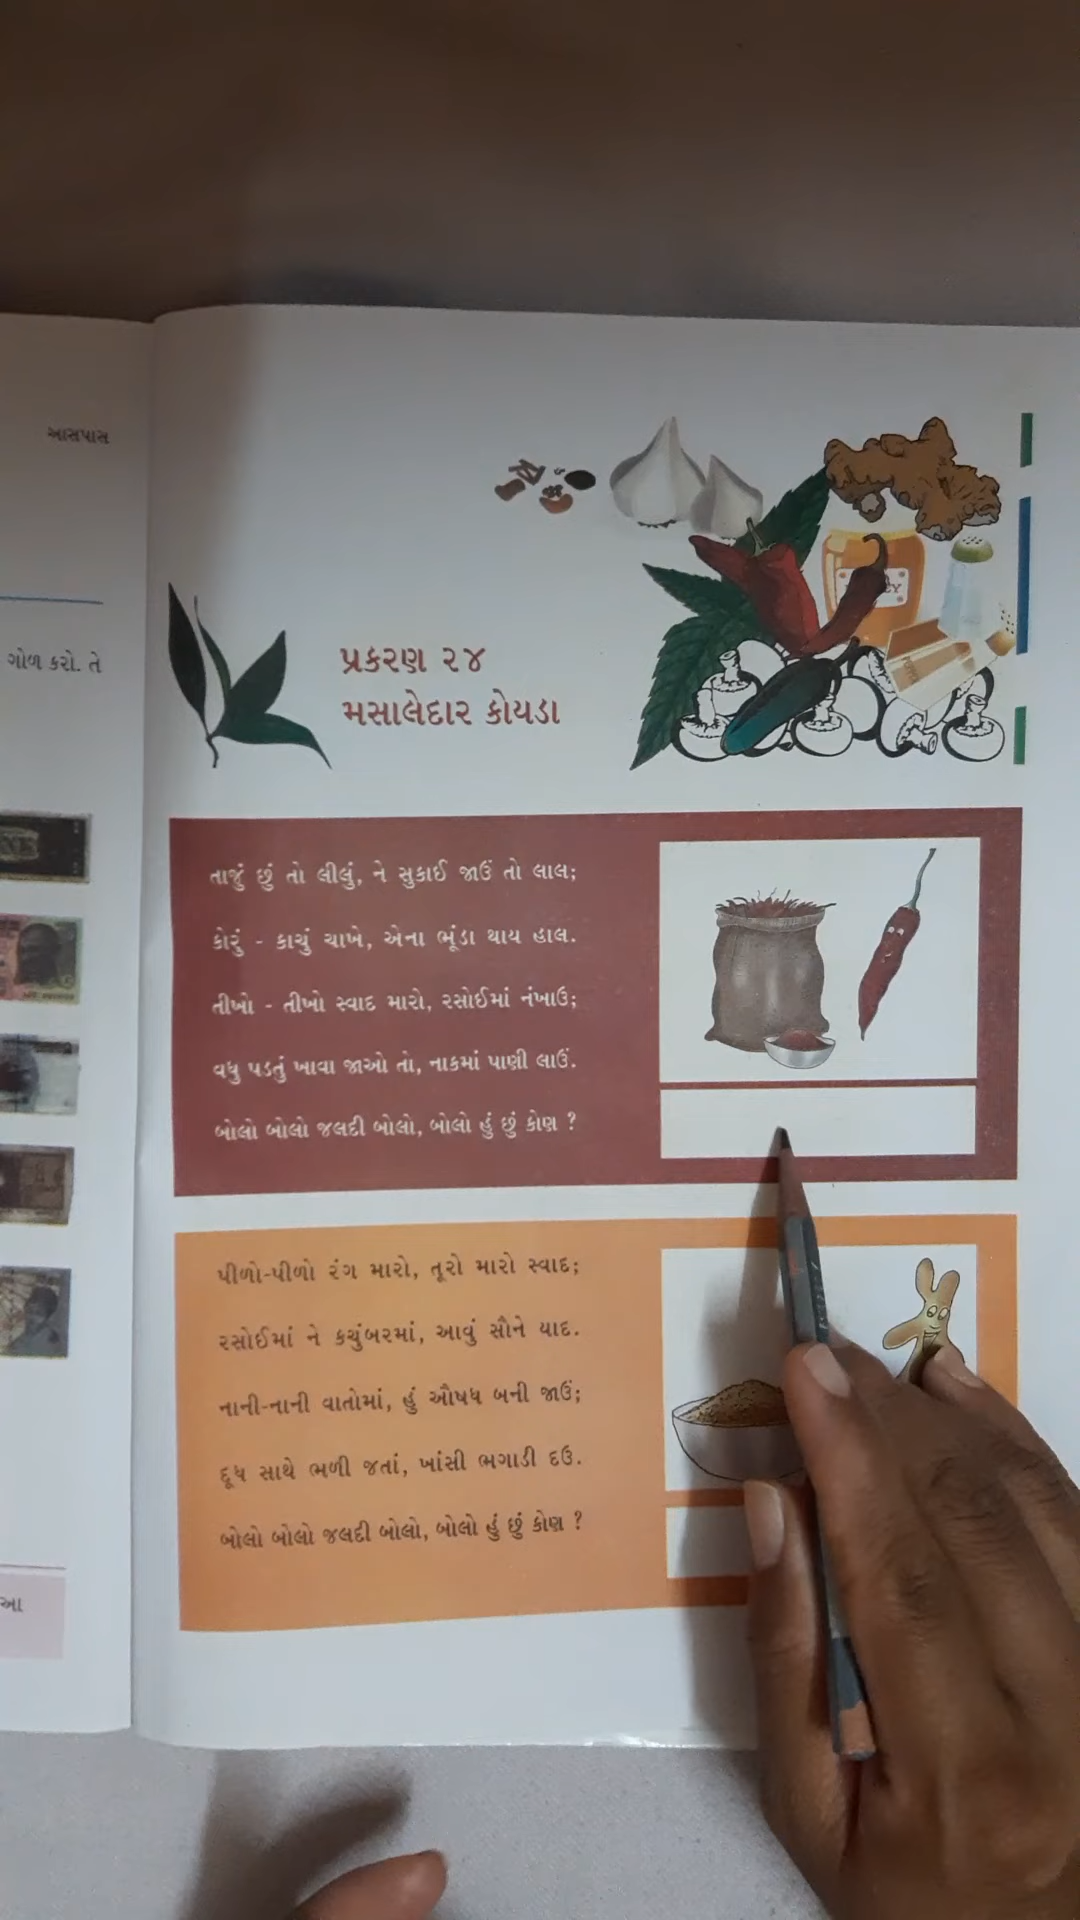 આસપાસ
ગોળ કરો. તે
પ્રકરણ ૨૪
મસાલેદાર કોયડા
તાજું છું તો લીલું, ને સુકાઈ જાઉં તો લાલ;
કોરું - કાચું ચાખે, એના ભૂંડા થાય હાલ.
તીખો - તીખો સ્વાદ મારો, રસોઈમાં નંખાઉ;
વધુ પડતું ખાવા જાઓ તો, નાકમાં પાણી લાઉં.
બોલો બોલો જલદી બોલો, બોલો હું છું કોણ ?
પીળો-પીળો રંગ મારો, તૂરો મારો સ્વાદ;
રસોઈમાં ને કચુંબરમાં, આવું સૌને યાદ.
નાની-નાની વાતોમાં, હું ઔષધ બની જાઉં;
દૂધ સાથે ભળી જતાં, ખાંસી ભગાડી દઉ.
બોલો બોલો જલદી બોલો, બોલો હું છું કોણ ?
આ